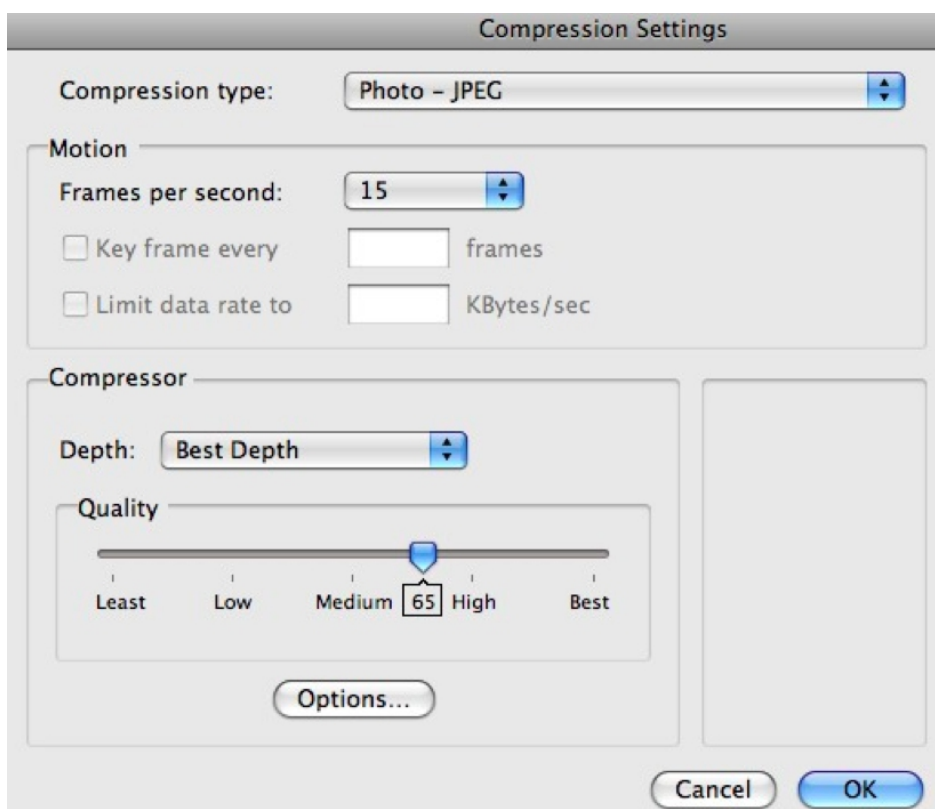 Compression Settings
Compression type: Photo – JPEG
Motion
Frames per second: 15
Key frame every frames
Limit data rate to KBytes/sec
Compressor
Depth: Best Depth
Quality
Least Low Medium 65 High Best
Options...
Cancel OK